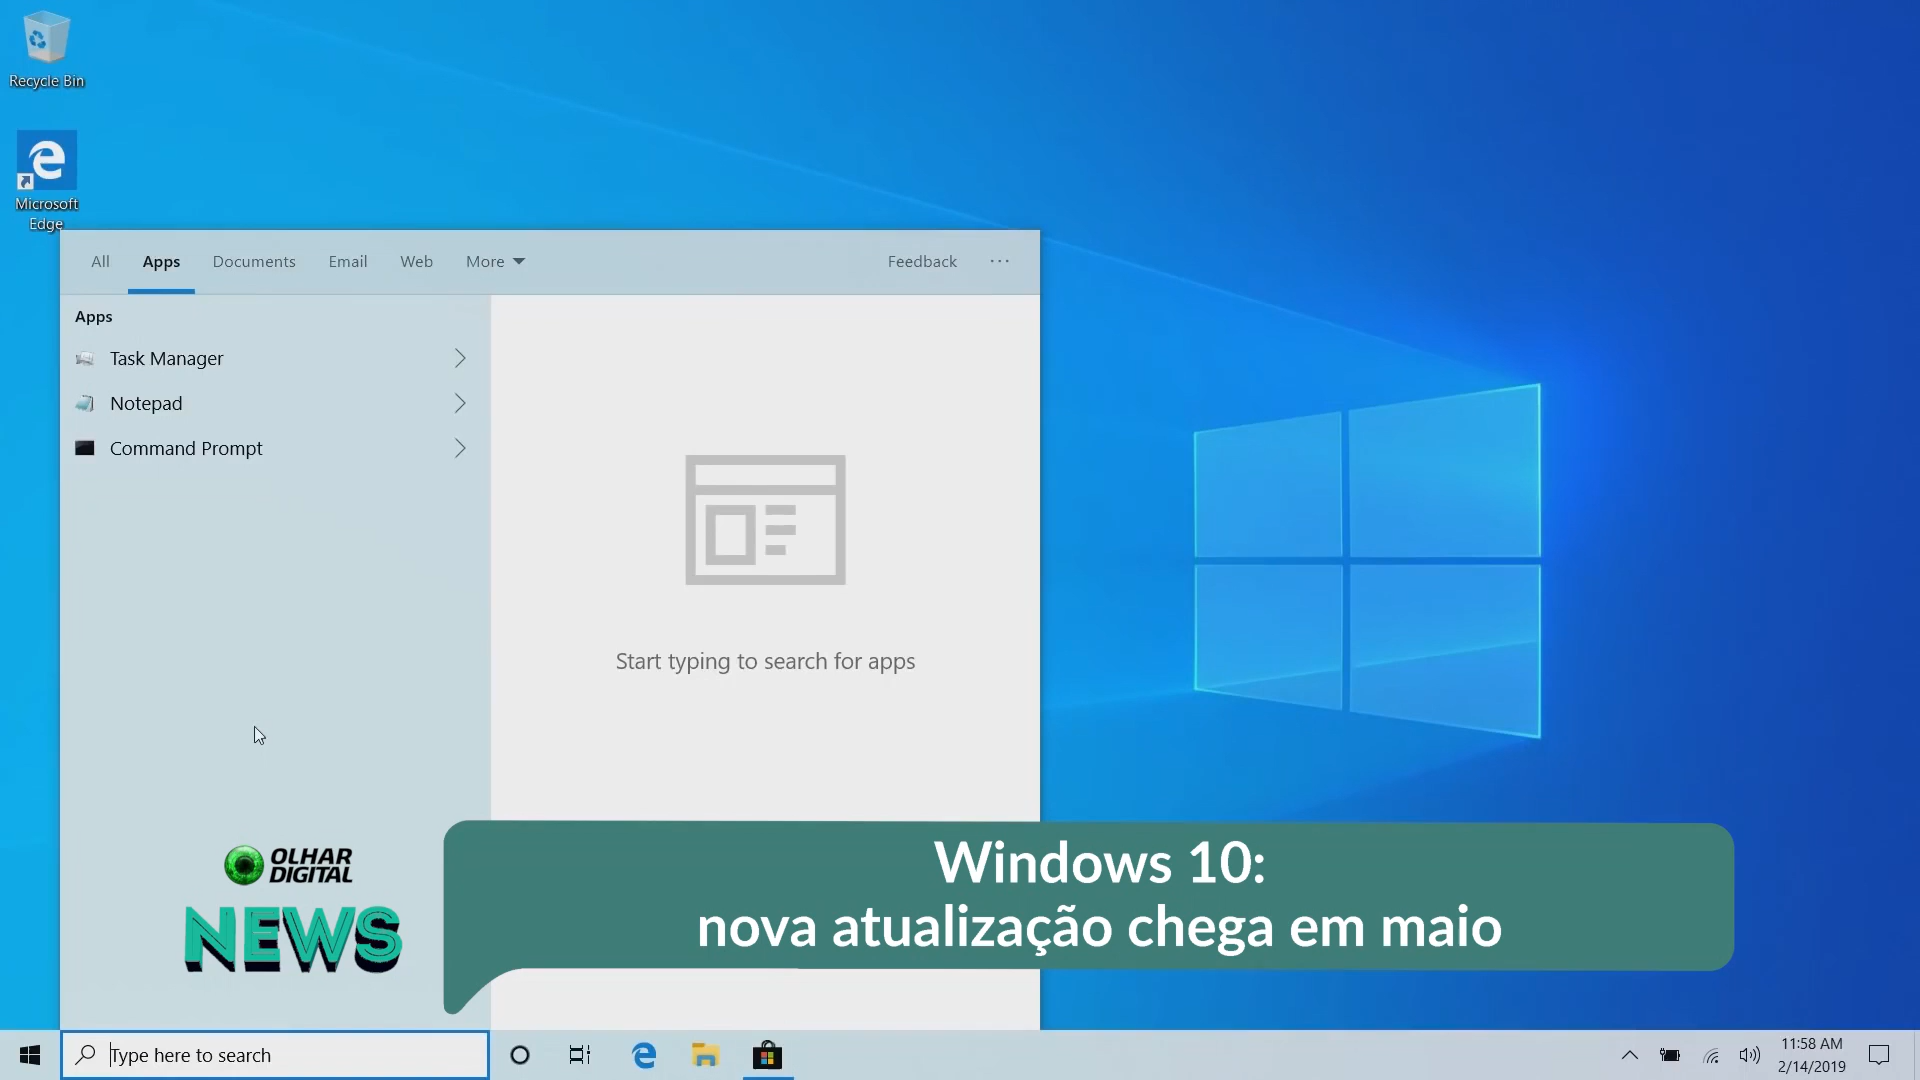 Recycle Bin
Microsoft
Edge
All Apps Documents Email Web More Feedback ···
Apps
Task Manager
Notepad
Command Prompt
Start typing to search for apps
OLHAR
DIGITAL
NEWS
Windows 10:
nova atualização chega em maio
Type here to search
11:58 AM
2/14/2019